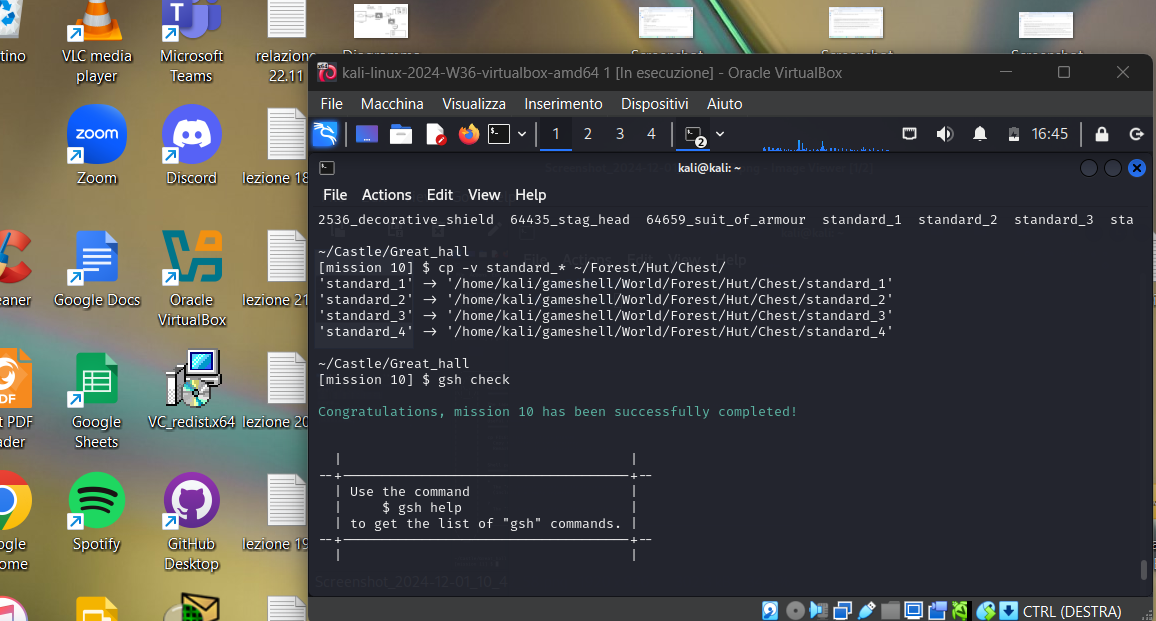 tino
VLC media
player
Microsoft
Teams
relazione
22.11
kali-linux-2024-W36-virtualbox-amd64 1 [In esecuzione] - Oracle VirtualBox
File Macchina Visualizza Inserimento Dispositivi Aiuto
1 2 3 4 2 16:45
kali@kali: ~
File Actions Edit View Help
2536_decorative_shield 64435_stag_head 64659_suit_of_armour standard_1 standard_2 standard_3 sta
~/Castle/Great_hall
[mission 10] $ cp -v standard_* ~/Forest/Hut/Chest/
'standard_1' -> '/home/kali/gameshell/World/Forest/Hut/Chest/standard_1'
'standard_2' -> '/home/kali/gameshell/World/Forest/Hut/Chest/standard_2'
'standard_3' -> '/home/kali/gameshell/World/Forest/Hut/Chest/standard_3'
'standard_4' -> '/home/kali/gameshell/World/Forest/Hut/Chest/standard_4'
~/Castle/Great_hall
[mission 10] $ gsh check
Congratulations, mission 10 has been successfully completed!
Use the command
$ gsh help
to get the list of "gsh" commands.
Screenshot_2024-12-01_10_4
CTRL (DESTRA)
zoom
Zoom
Discord
lezione 18
eaner
Google Docs
Oracle
VirtualBox
lezione 21
DF
t PDF
ader
Google
Sheets
VC_redist.x64
lezione 20
ogle
ome
Spotify
GitHub
Desktop
lezione 19